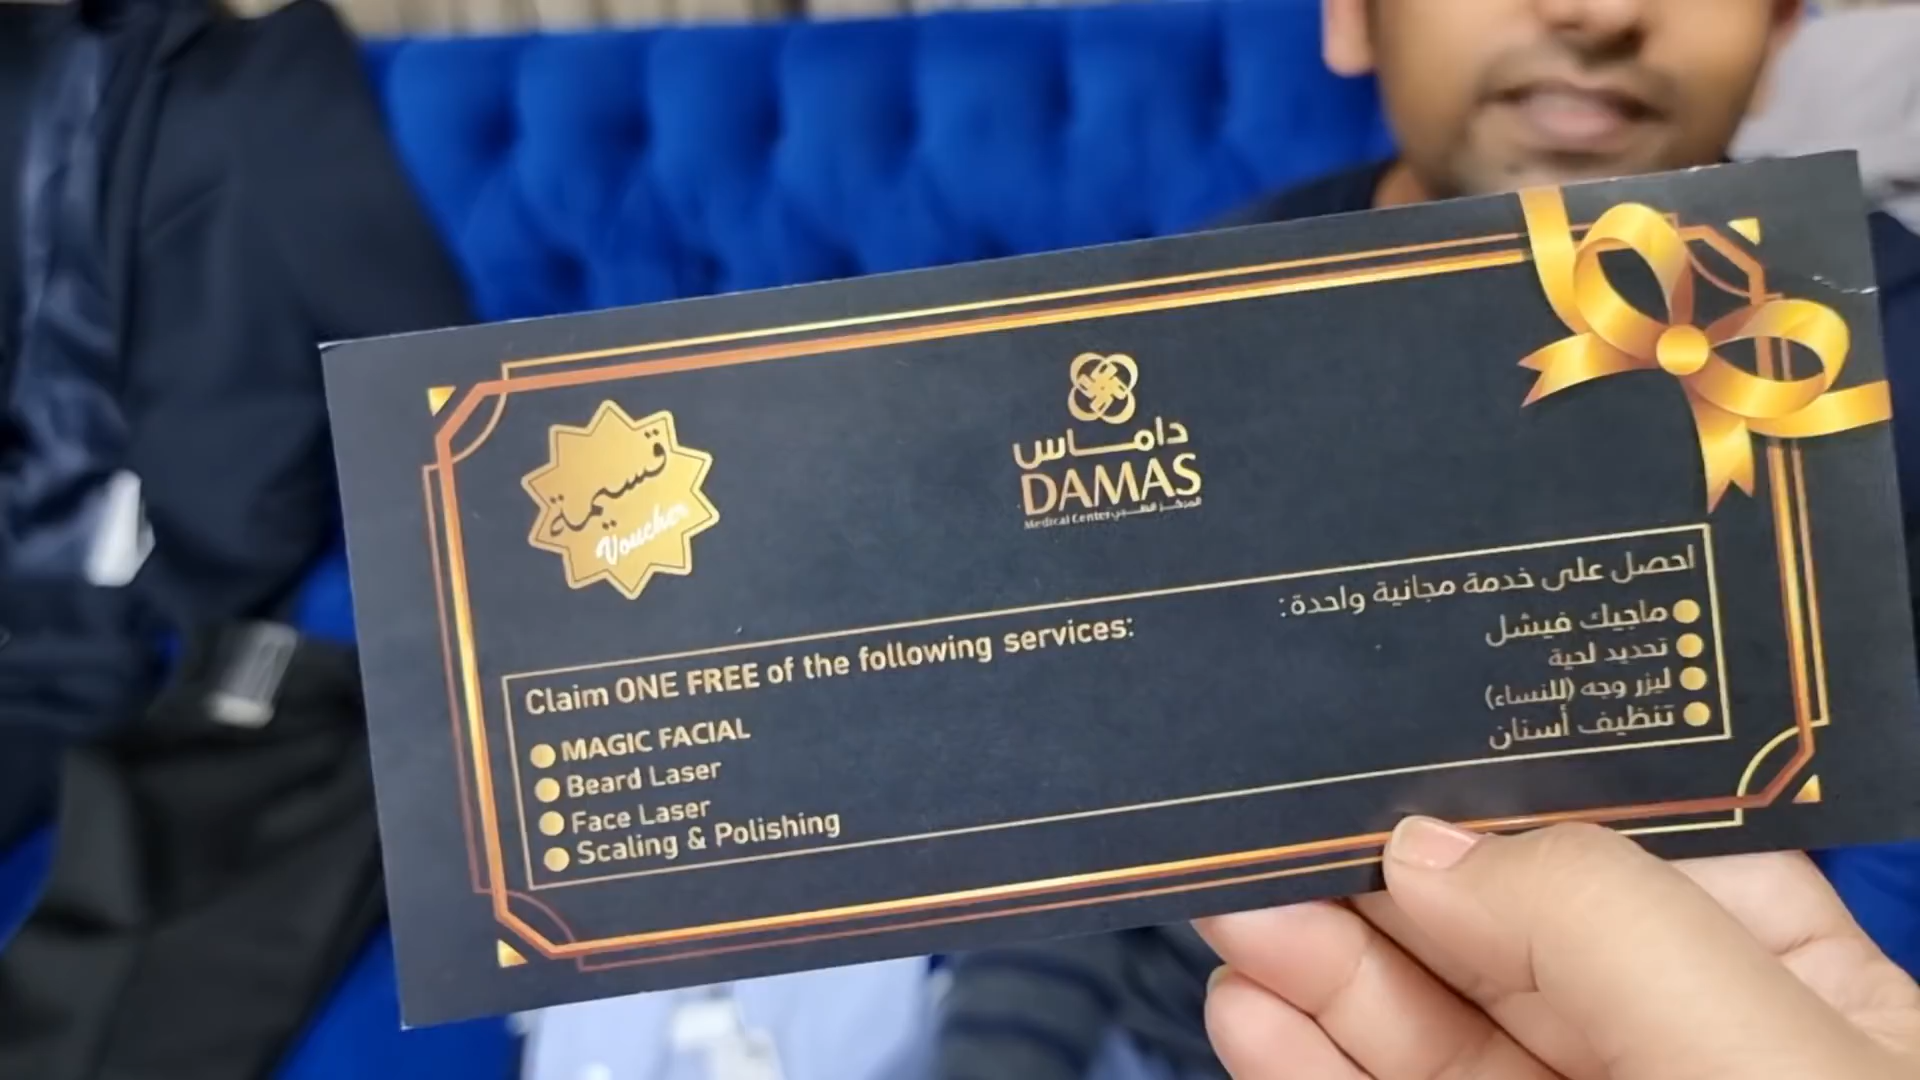 قسيمة
Voucher
داماس
DAMAS
Medical Center المركز الطبي
Claim ONE FREE of the following services:
MAGIC FACIAL
Beard Laser
Face Laser
Scaling & Polishing
احصل على خدمة مجانية واحدة:
ماجيك فيشل
تحديد لحية
ليزر وجه (للنساء)
تنظيف أسنان